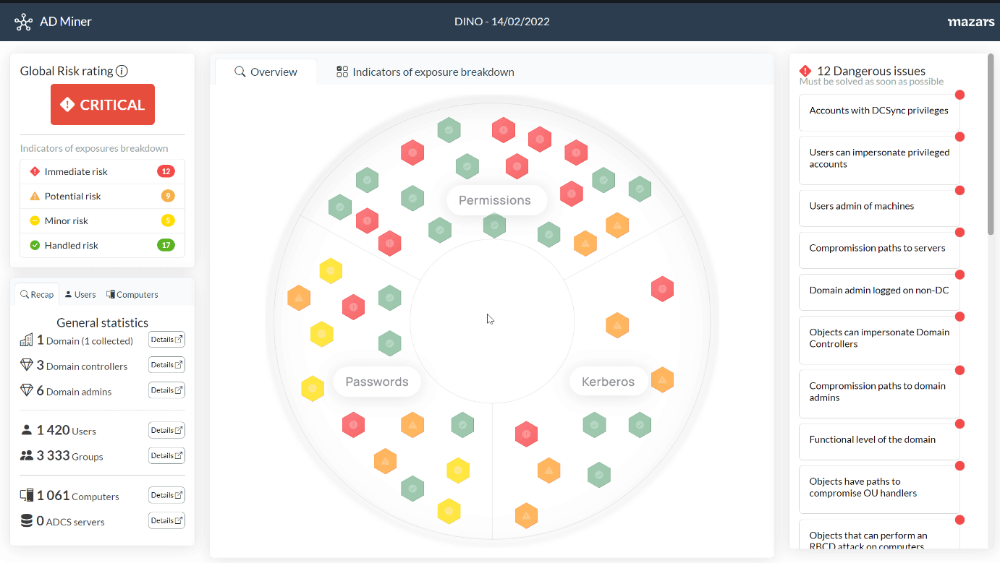 AD Miner
DINO - 14/02/2022
mazars
Global Risk rating
CRITICAL
Indicators of exposures breakdown
Immediate risk 12
Potential risk 9
Minor risk 5
Handled risk 17
Recap Users Computers
General statistics
1 Domain (1 collected) Details
3 Domain controllers Details
6 Domain admins Details
1 420 Users Details
3 333 Groups Details
1 061 Computers Details
0 ADCS servers Details
Overview Indicators of exposure breakdown
Permissions
Passwords
Kerberos
12 Dangerous issues
Must be solved as soon as possible
Accounts with DCSync privileges
Users can impersonate privileged
accounts
Users admin of machines
Compromission paths to servers
Domain admin logged on non-DC
Objects can impersonate Domain
Controllers
Compromission paths to domain
admins
Functional level of the domain
Objects have paths to
compromise OU handlers
Objects that can perform an
RBCD attack on computers